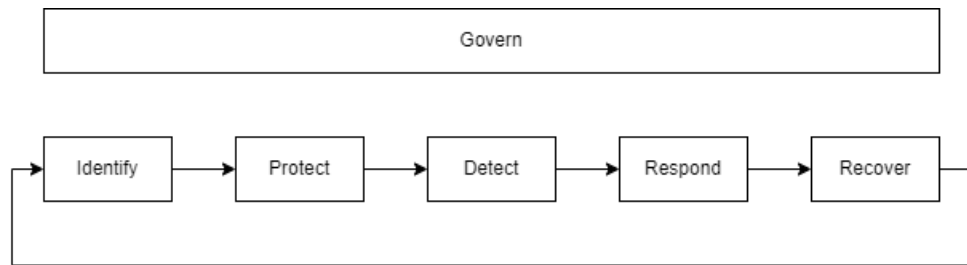 Govern
Identify
Protect
Detect
Respond
Recover